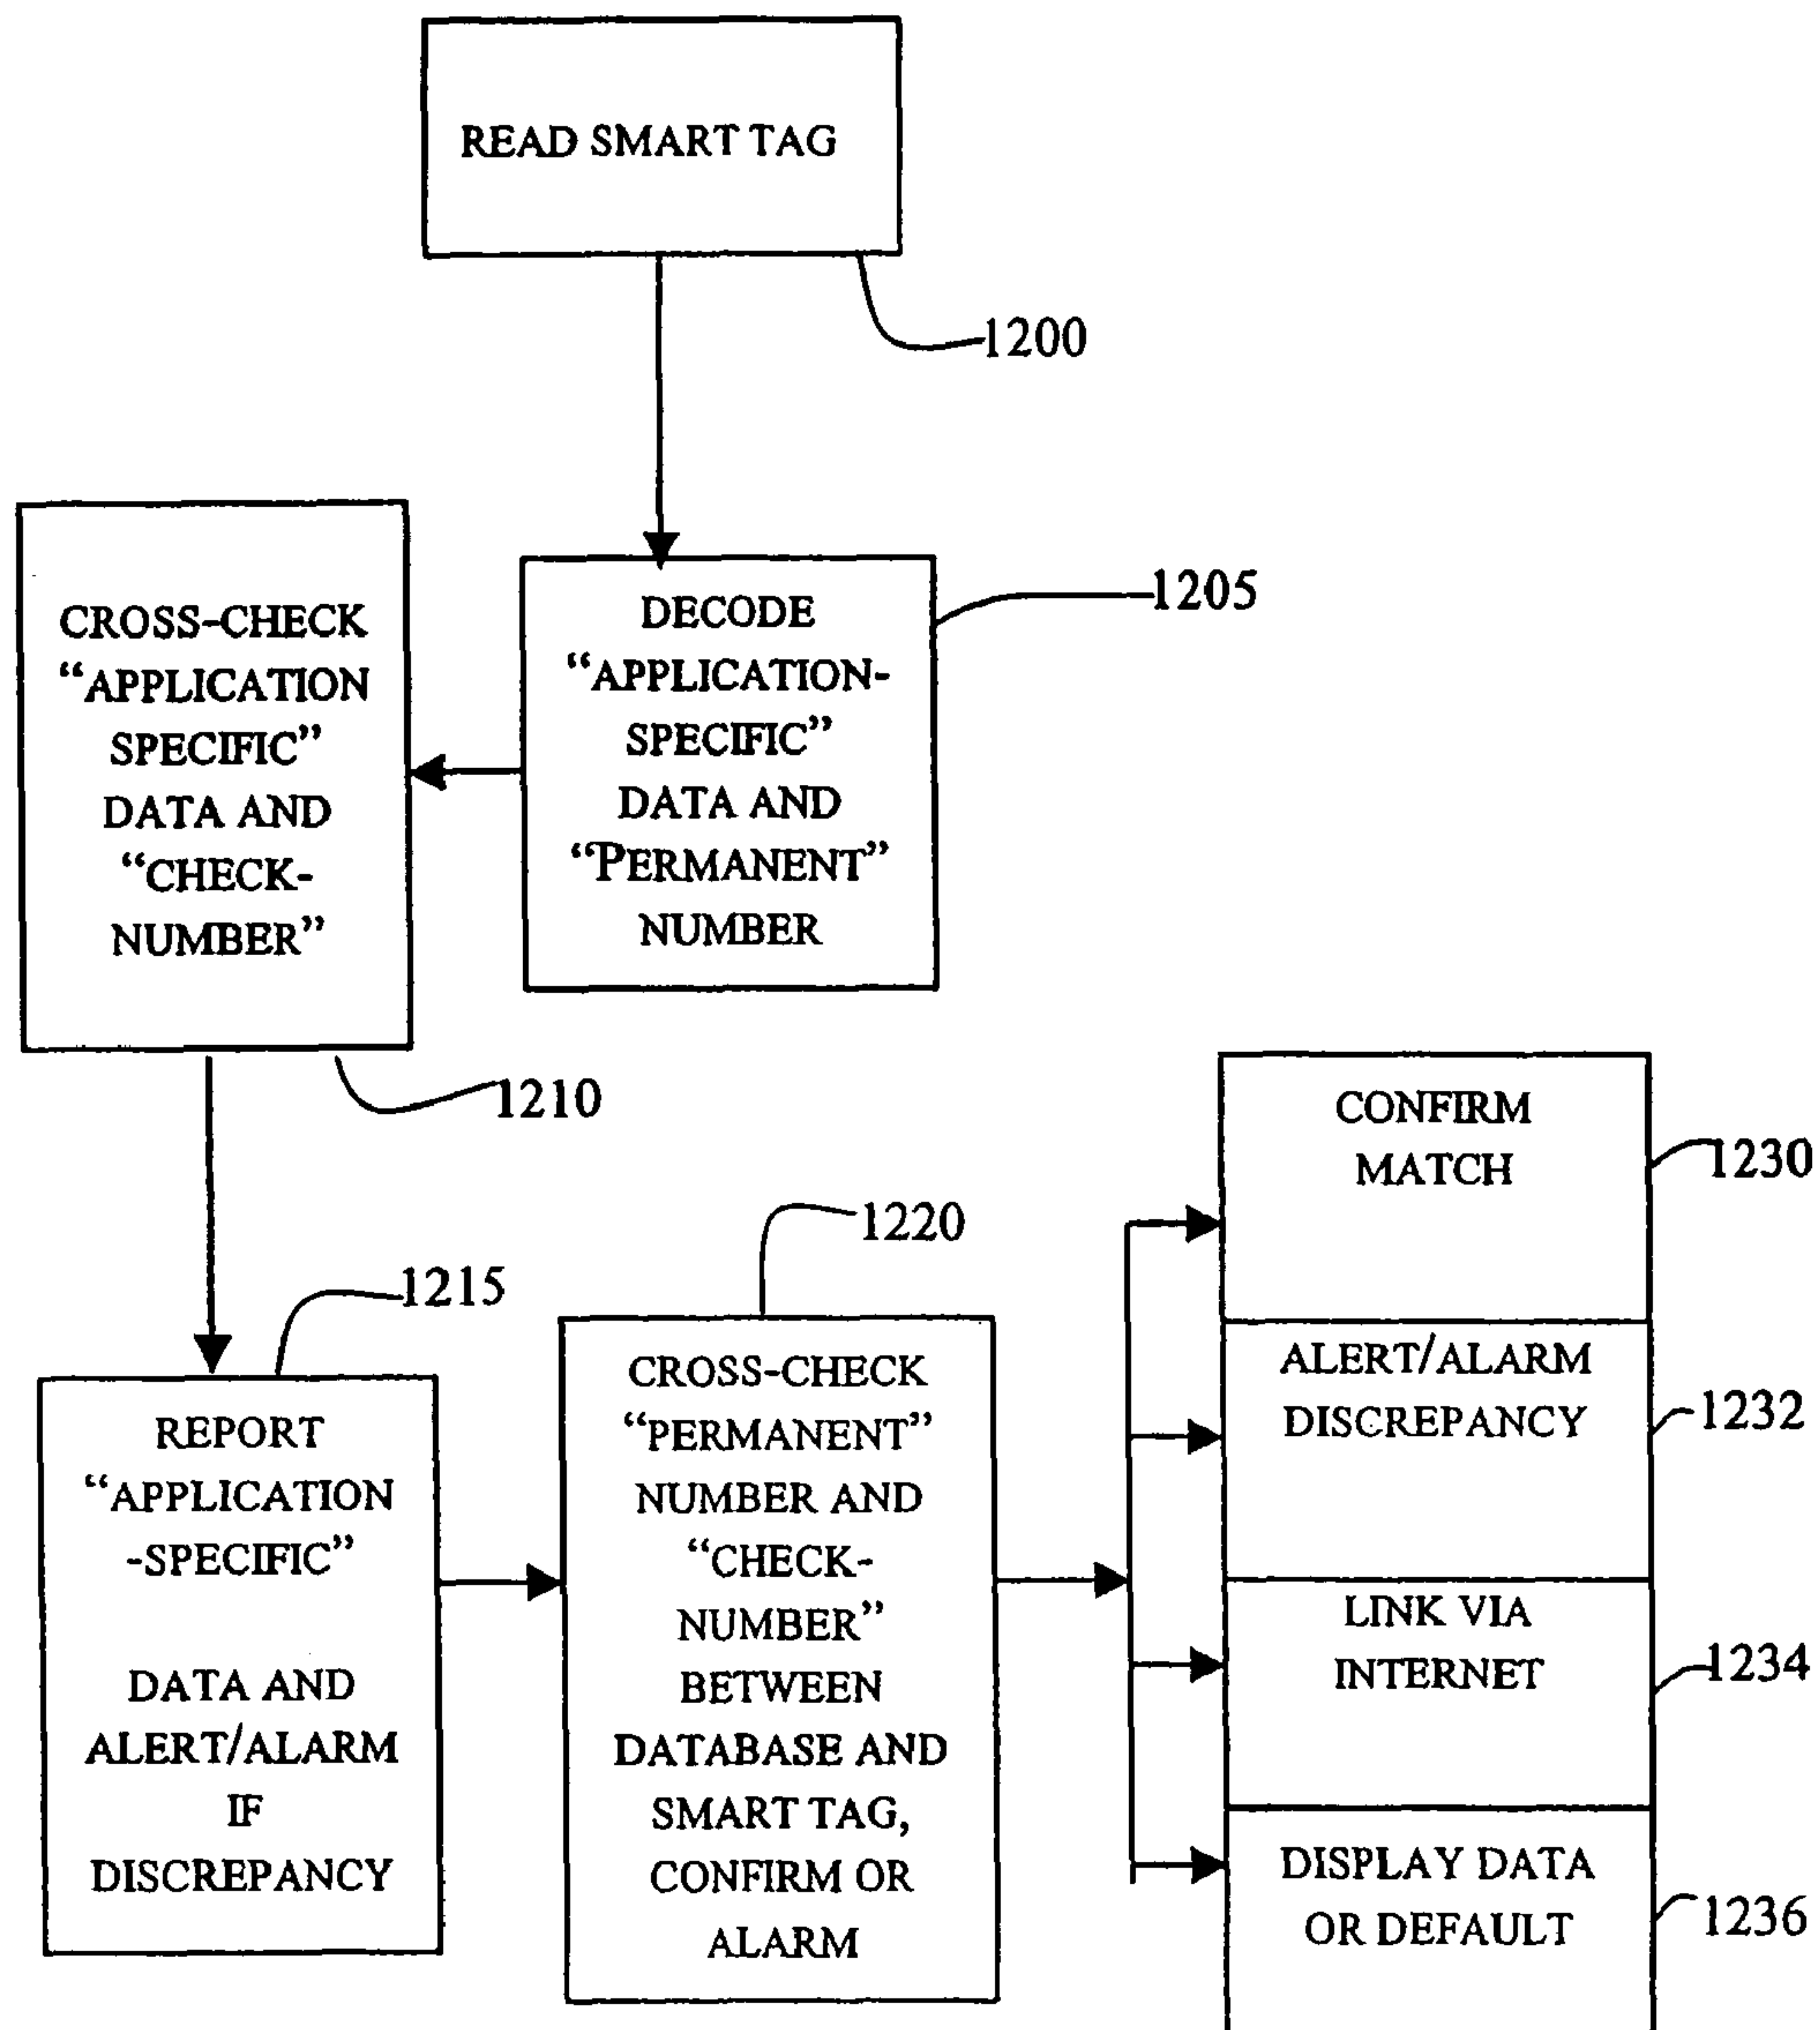 READ SMART TAG
1200
DECODE
“APPLICATION-
SPECIFIC”
DATA AND
“PERMANENT”
NUMBER
1205
CROSS-CHECK
“APPLICATION
SPECIFIC”
DATA AND
“CHECK-
NUMBER”
1210
REPORT
“APPLICATION
-SPECIFIC”
DATA AND
ALERT/ALARM
IF
DISCREPANCY
1215
CROSS-CHECK
“PERMANENT”
NUMBER AND
“CHECK-
NUMBER”
BETWEEN
DATABASE AND
SMART TAG,
CONFIRM OR
ALARM
1220
CONFIRM
MATCH
1230
ALERT/ALARM
DISCREPANCY
1232
LINK VIA
INTERNET
1234
DISPLAY DATA
OR DEFAULT
1236